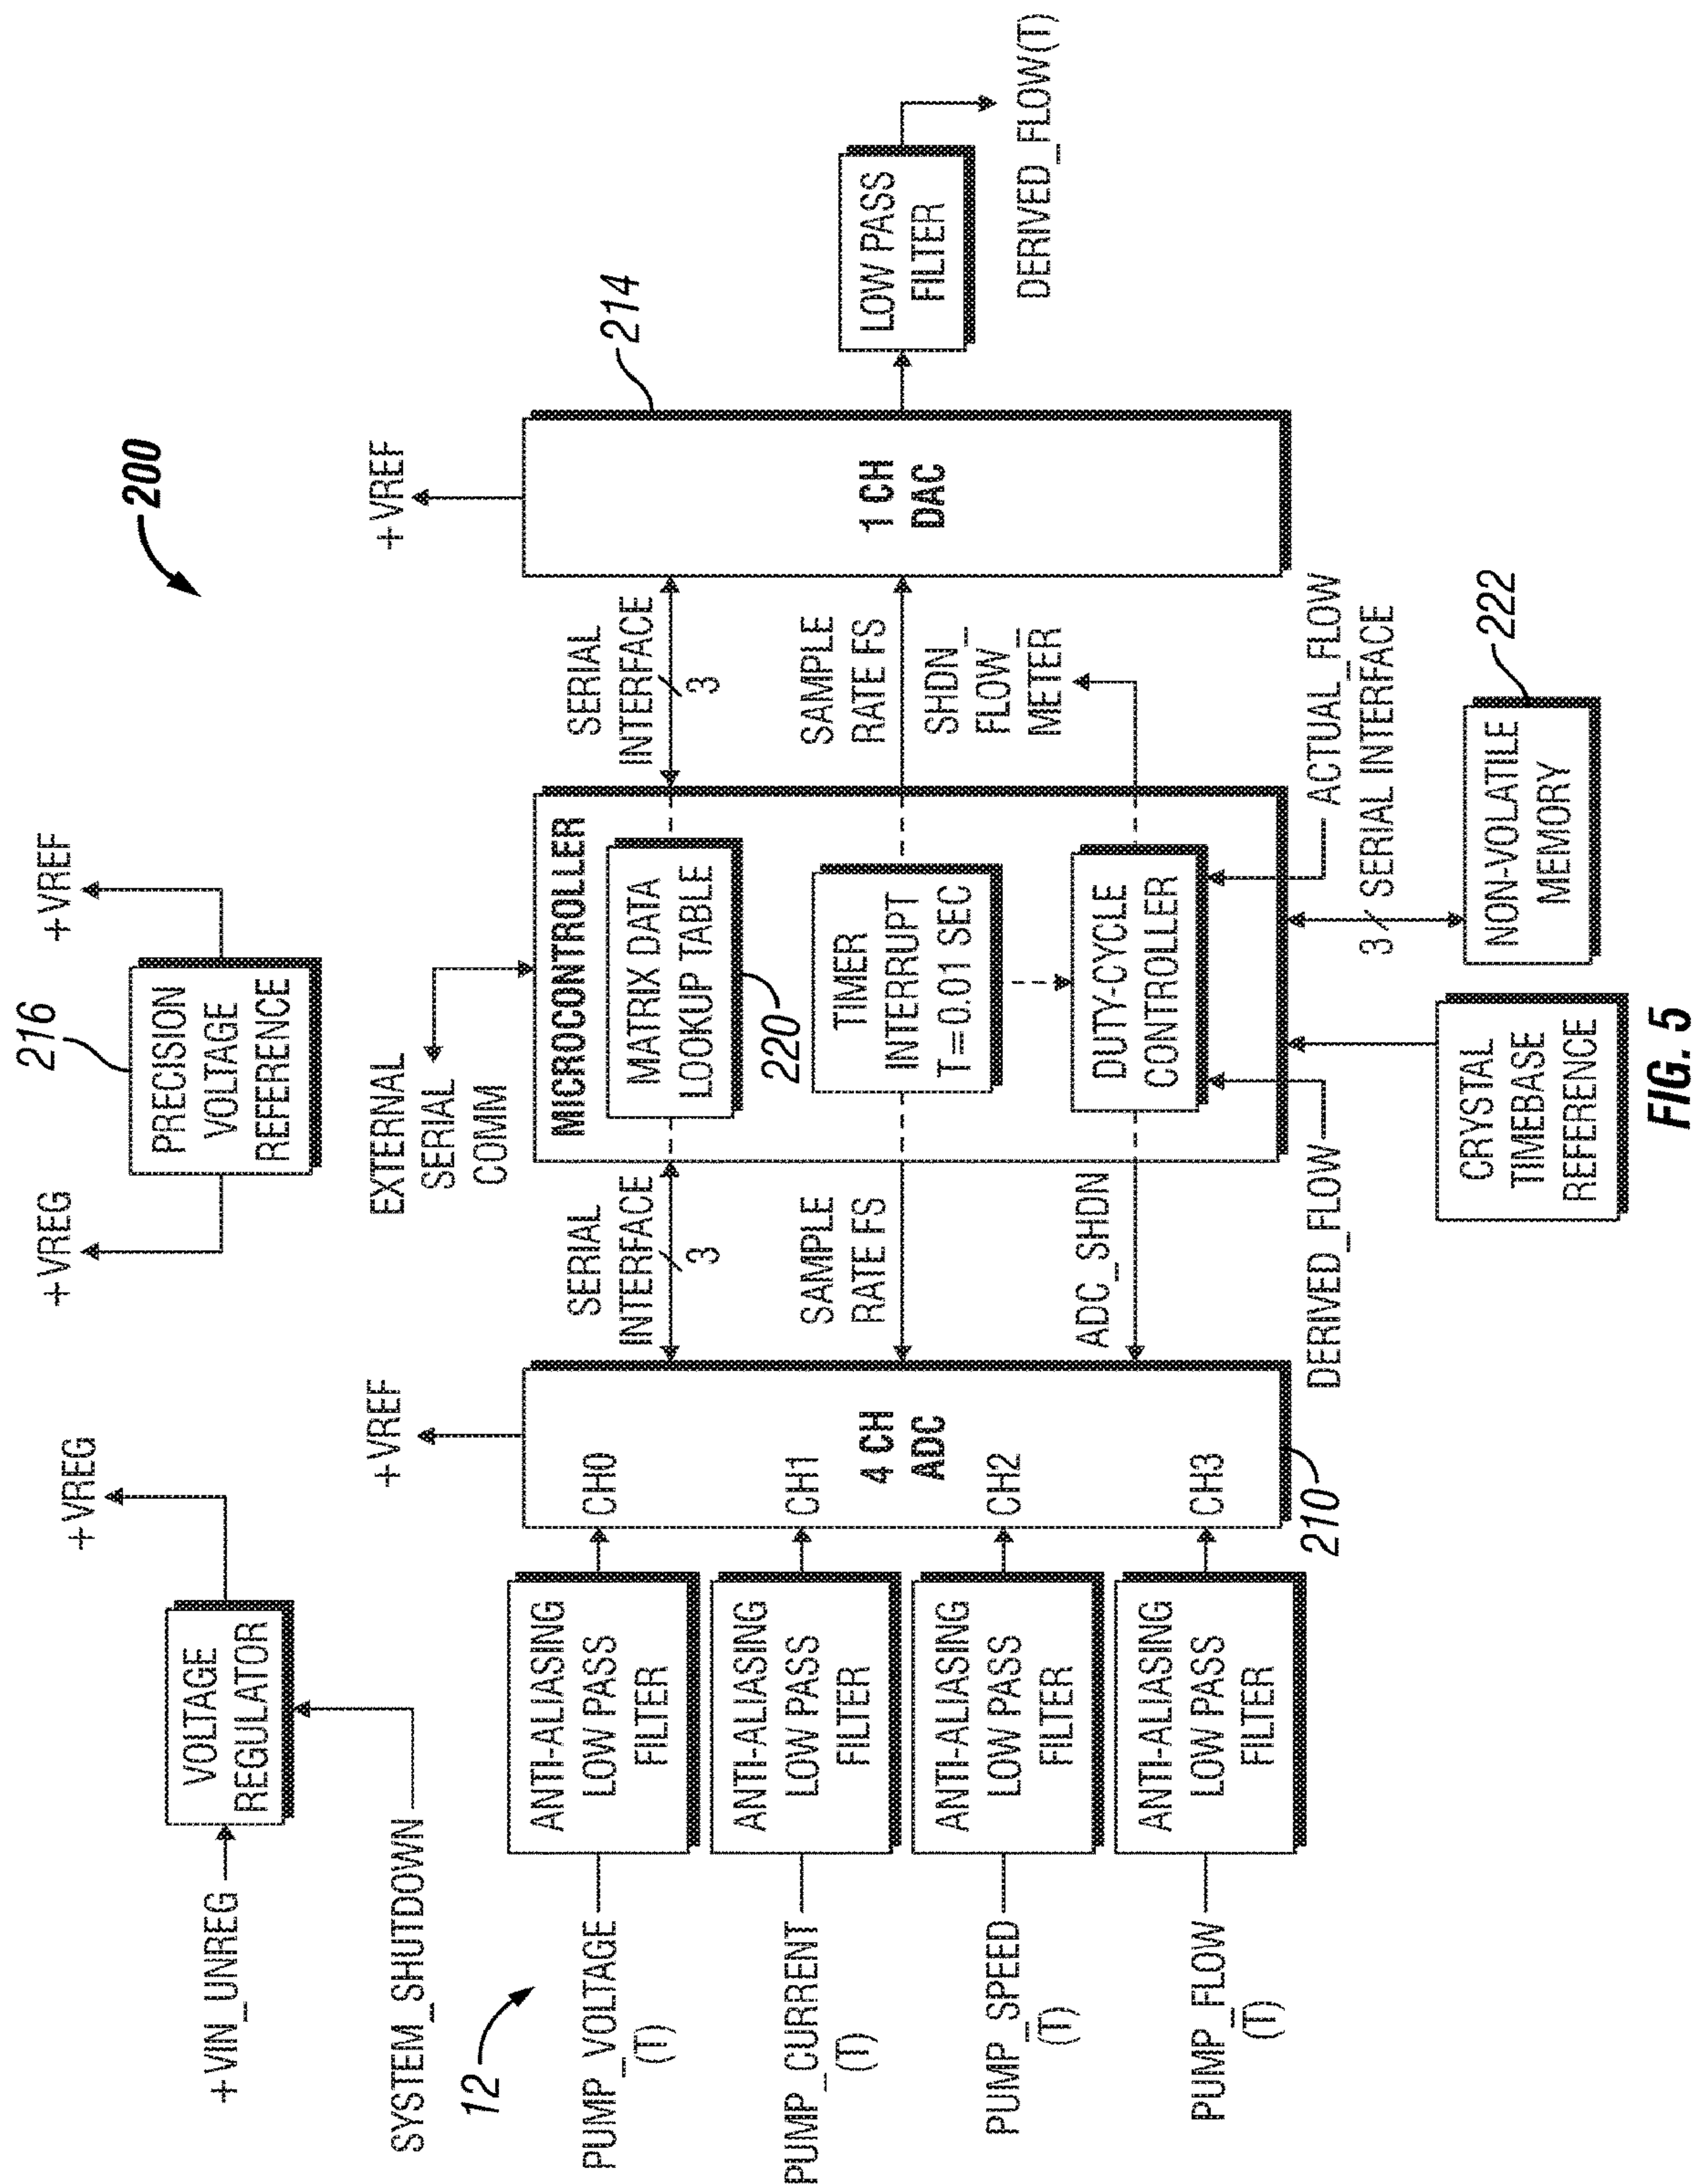 200
+VIN_UNREG
VOLTAGE
REGULATOR
+VREG
SYSTEM_SHUTDOWN
216
+VREG
PRECISION
VOLTAGE
REFERENCE
+VREF
12
PUMP_VOLTAGE
(T)
ANTI-ALIASING
LOW PASS
FILTER
PUMP_CURRENT
(T)
ANTI-ALIASING
LOW PASS
FILTER
PUMP_SPEED
(T)
ANTI-ALIASING
LOW PASS
FILTER
PUMP_FLOW
(T)
ANTI-ALIASING
LOW PASS
FILTER
+VREF
CH0
CH1
4 CH
ADC
CH2
CH3
210
SERIAL
INTERFACE
3
SAMPLE
RATE FS
ADC_SHDN
EXTERNAL
SERIAL
COMM
MICROCONTROLLER
MATRIX DATA
LOOKUP TABLE
220
TIMER
INTERRUPT
T=0.01 SEC
DUTY-CYCLE
CONTROLLER
SERIAL
INTERFACE
3
SAMPLE
RATE FS
SHDN_
FLOW_
METER
+VREF
1 CH
DAC
214
LOW PASS
FILTER
DERIVED_FLOW(T)
DERIVED_FLOW
ACTUAL_FLOW
3
SERIAL INTERFACE
CRYSTAL
TIMEBASE
REFERENCE
NON-VOLATILE
MEMORY
222
FIG. 5